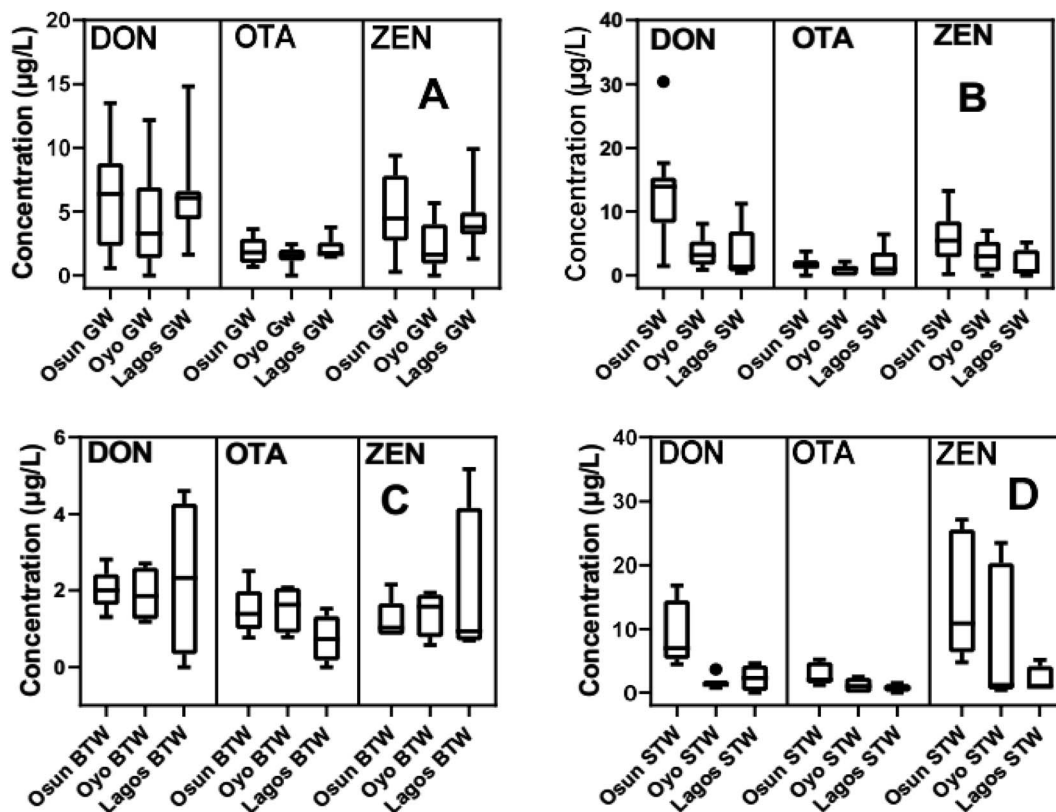 Concentration (µg/L)
20
15
10
5
0
DON
OTA
ZEN
A
Osun GW
Oyo GW
Lagos GW
Osun GW
Oyo Gw
Lagos GW
Osun GW
Oyo GW
Lagos GW
Concentration (µg/L)
40
30
20
10
0
DON
OTA
ZEN
B
Osun SW
Oyo SW
Lagos SW
Osun SW
Oyo SW
Lagos SW
Osun SW
Oyo SW
Lagos SW
Concentration (µg/L)
6
4
2
0
DON
OTA
ZEN
C
Osun BTW
Oyo BTW
Lagos BTW
Osun BTW
Oyo BTW
Lagos BTW
Osun BTW
Oyo BTW
Lagos BTW
Concentration (µg/L)
40
30
20
10
0
DON
OTA
ZEN
D
Osun STW
Oyo STW
Lagos STW
Osun STW
Oyo STW
Lagos STW
Osun STW
Oyo STW
Lagos STW